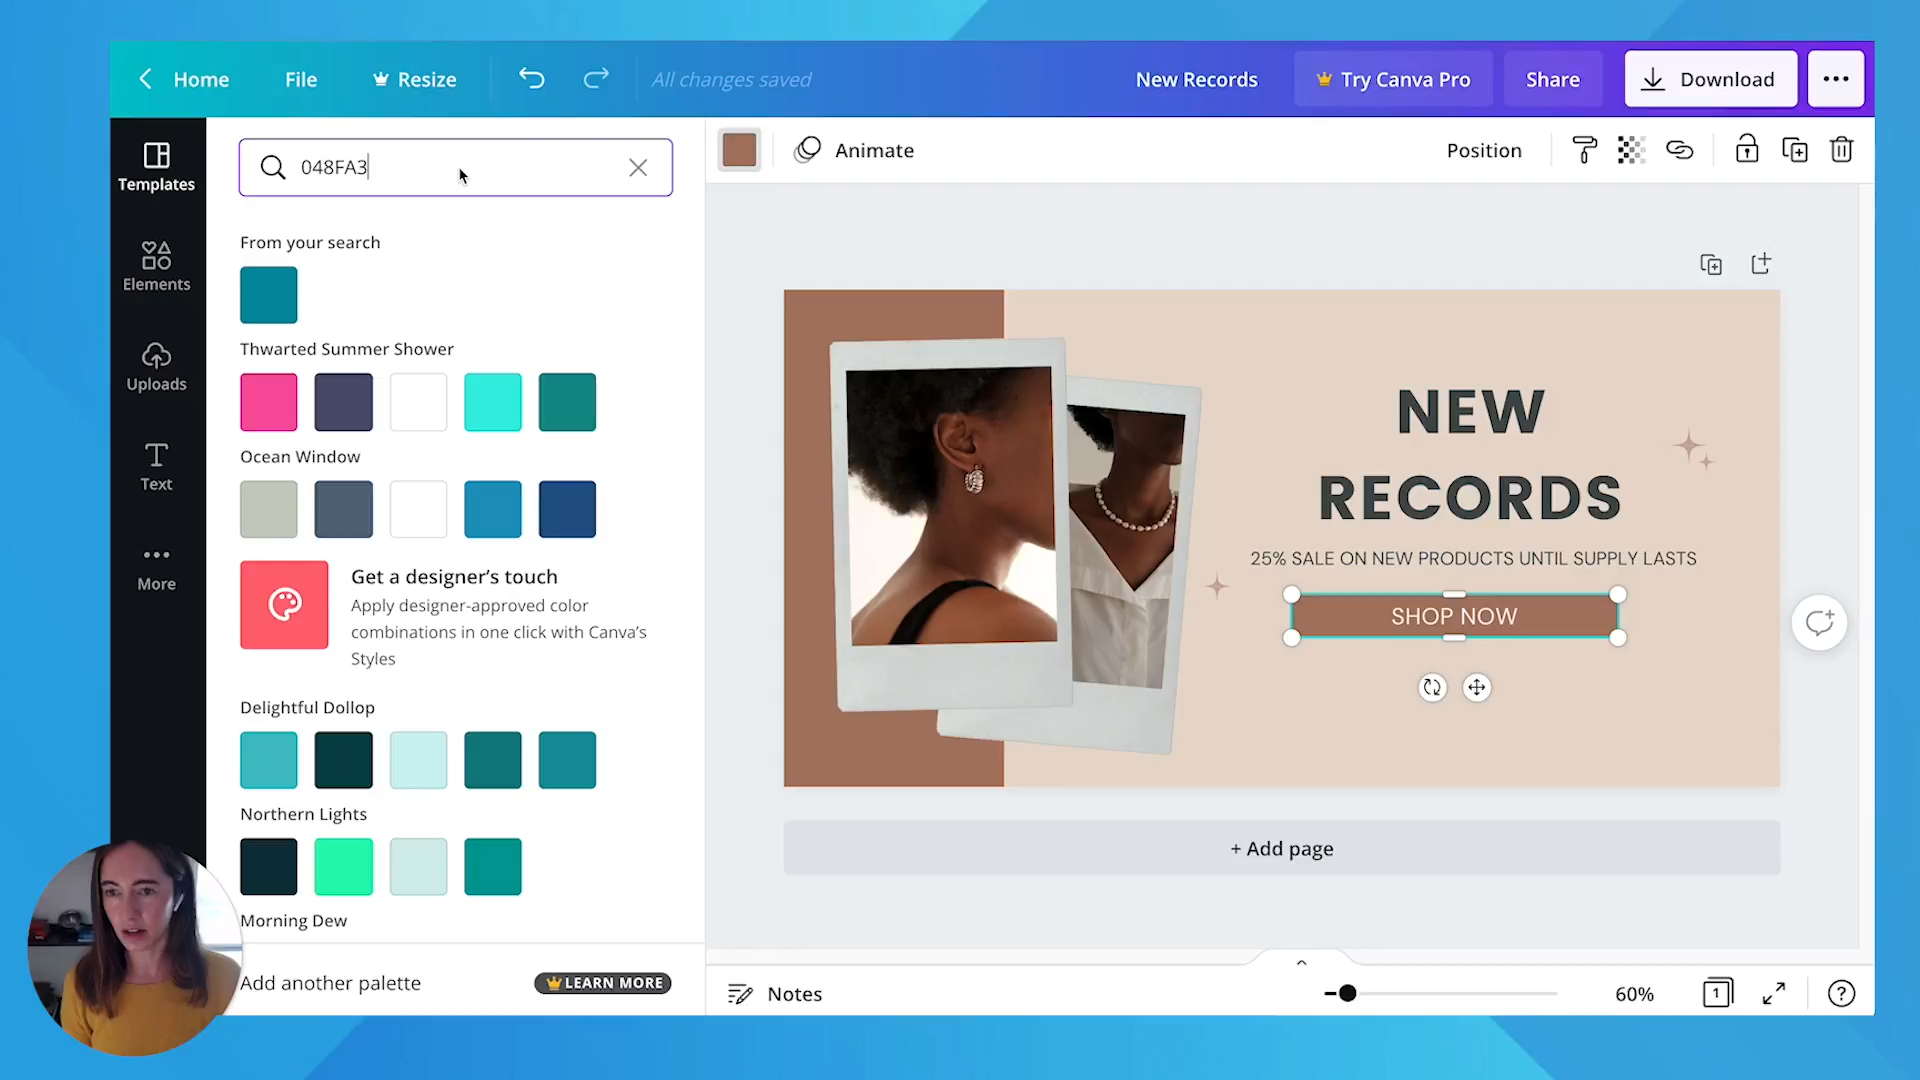 Home
File
Resize
All changes saved
New Records
Try Canva Pro
Share
Download
Templates
Elements
Uploads
Text
More
048FA3
From your search
Thwarted Summer Shower
Ocean Window
Get a designer’s touch
Apply designer-approved color
combinations in one click with Canva’s
Styles
Delightful Dollop
Northern Lights
Morning Dew
Add another palette
LEARN MORE
Animate
Position
NEW
RECORDS
25% SALE ON NEW PRODUCTS UNTIL SUPPLY LASTS
SHOP NOW
+ Add page
Notes
60%
1